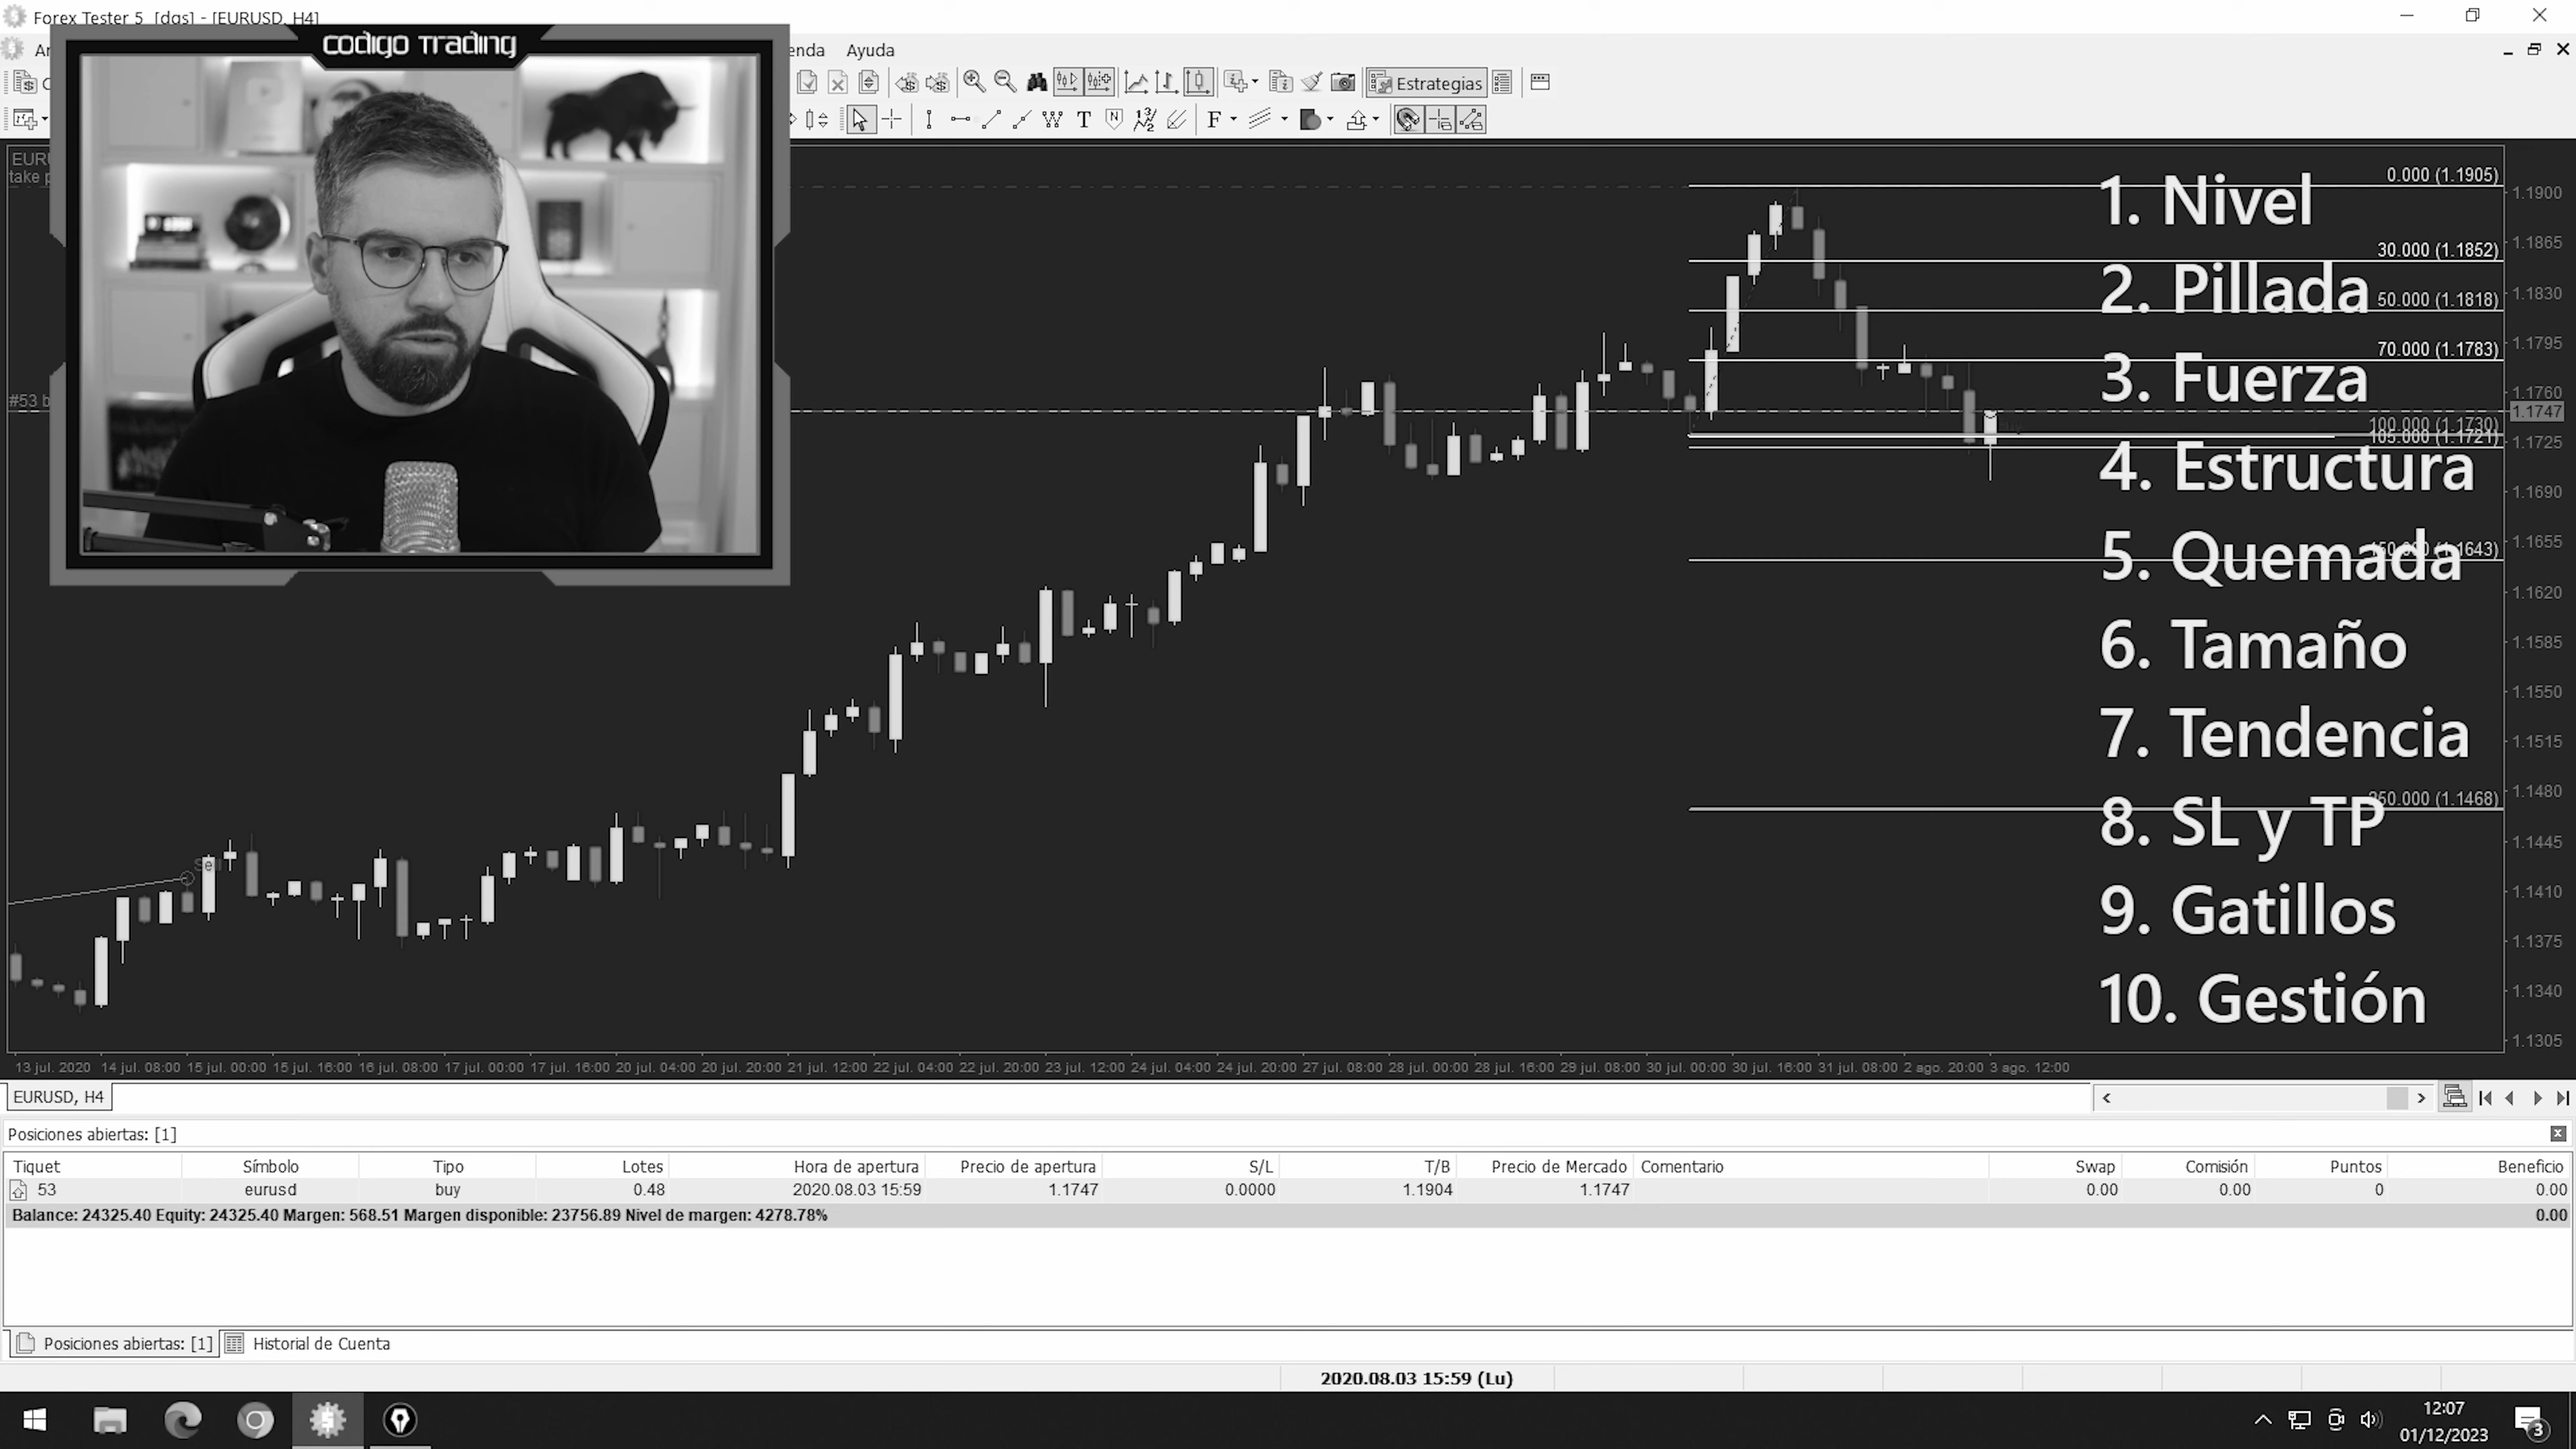 Forex Tester 5 [dgs] - [EURUSD, H4]
codigo Trading
Ayuda
Estrategias
T
F
EUR
take p
#53 b
0.000 (1.1905)
30.000 (1.1852)
50.000 (1.1818)
70.000 (1.1783)
100.000 (1.1730)
105.000 (1.1721)
150.000 (1.1643)
1. Nivel
2. Pillada
3. Fuerza
4. Estructura
5. Quemada
6. Tamaño
7. Tendencia
8. SL y TP
9. Gatillos
10. Gestión
1.1900
1.1865
1.1830
1.1795
1.1760
1.1747
1.1725
1.1690
1.1655
1.1620
1.1585
1.1550
1.1515
1.1480
1.1445
1.1410
1.1375
1.1340
1.1305
13 jul. 2020 14 jul. 08:00 15 jul. 00:00 15 jul. 16:00 16 jul. 08:00 17 jul. 00:00 17 jul. 16:00 20 jul. 04:00 20 jul. 20:00 21 jul. 12:00 22 jul. 04:00 22 jul. 20:00 23 jul. 12:00 24 jul. 04:00 24 jul. 20:00 27 jul. 08:00 28 jul. 00:00 28 jul. 16:00 29 jul. 08:00 30 jul. 00:00 30 jul. 16:00 31 jul. 08:00 2 ago. 20:00 3 ago. 12:00
EURUSD, H4
Posiciones abiertas: [1]
Tiquet Símbolo Tipo Lotes Hora de apertura Precio de apertura S/L T/B Precio de Mercado Comentario Swap Comisión Puntos Beneficio
53 eurusd buy 0.48 2020.08.03 15:59 1.1747 0.0000 1.1904 1.1747 0.00 0.00 0 0.00
Balance: 24325.40 Equity: 24325.40 Margen: 568.51 Margen disponible: 23756.89 Nivel de margen: 4278.78% 0.00
Posiciones abiertas: [1] Historial de Cuenta
2020.08.03 15:59 (Lu)
12:07
01/12/2023
3